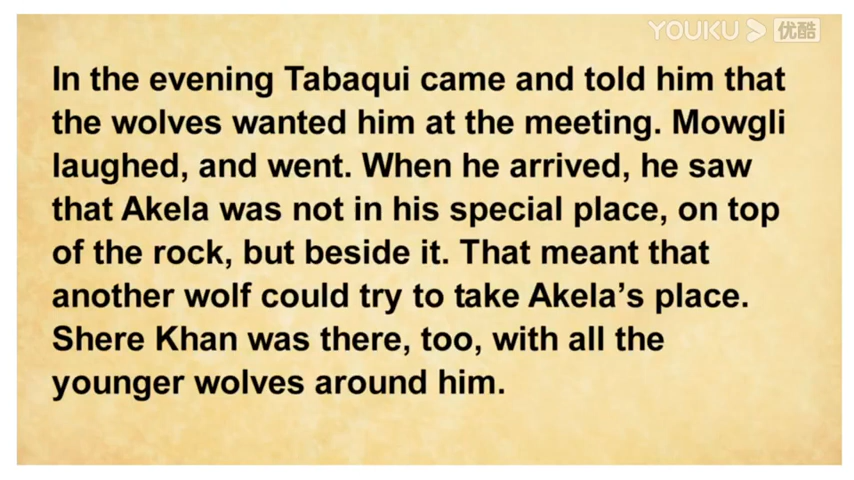 YOUKU 优酷
In the evening Tabaqui came and told him that
the wolves wanted him at the meeting. Mowgli
laughed, and went. When he arrived, he saw
that Akela was not in his special place, on top
of the rock, but beside it. That meant that
another wolf could try to take Akela’s place.
Shere Khan was there, too, with all the
younger wolves around him.